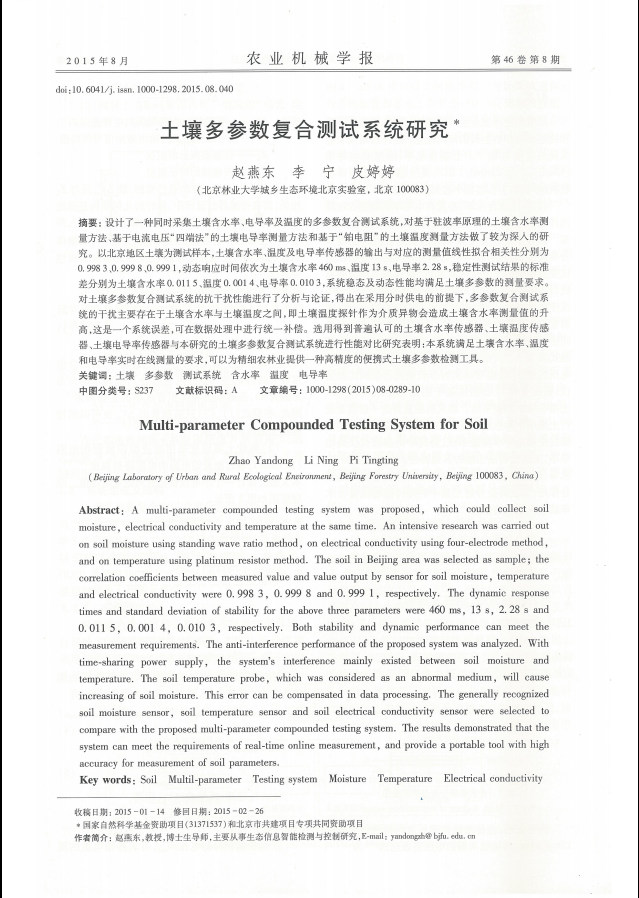 2015年8月 农业机械学报 第46卷第8期
doi:10.6041/j.issn.1000-1298.2015.08.040
土壤多参数复合测试系统研究*
赵燕东 李宁 皮婷婷
(北京林业大学城乡生态环境北京实验室, 北京 100083)
摘要: 设计了一种同时采集土壤含水率、电导率及温度的多参数复合测试系统,对基于驻波率原理的土壤含水率测
量方法、基于电流电压“四端法”的土壤电导率测量方法和基于“铂电阻”的土壤温度测量方法做了较为深入的研
究。以北京地区土壤为测试样本,土壤含水率、温度及电导率传感器的输出与对应的测量值线性拟合相关性分别为
0.998 3、0.999 8、0.999 1,动态响应时间依次为土壤含水率460 ms、温度13 s、电导率2.28 s,稳定性测试结果的标准
差分别为土壤含水率0.011 5、温度0.001 4、电导率0.010 3,系统稳态及动态性能均满足土壤多参数的测量要求。
对土壤多参数复合测试系统的抗干扰性能进行了分析与论证,得出在采用分时供电的前提下,多参数复合测试系
统的干扰主要存在于土壤含水率与土壤温度之间,即土壤温度探针作为介质异物会造成土壤含水率测量值的升
高,这是一个系统误差,可在数据处理中进行统一补偿。选用得到普遍认可的土壤含水率传感器、土壤温度传感
器、土壤电导率传感器与本研究的土壤多参数复合测试系统进行性能对比研究表明:本系统满足土壤含水率、温度
和电导率实时在线测量的要求,可以为精细农林业提供一种高精度的便携式土壤多参数检测工具。
关键词: 土壤 多参数 测试系统 含水率 温度 电导率
中图分类号: S237 文献标识码: A 文章编号: 1000-1298(2015)08-0289-10
Multi-parameter Compounded Testing System for Soil
Zhao Yandong Li Ning Pi Tingting
(Beijing Laboratory of Urban and Rural Ecological Environment, Beijing Forestry University, Beijing 100083, China)
Abstract: A multi-parameter compounded testing system was proposed, which could collect soil
moisture, electrical conductivity and temperature at the same time. An intensive research was carried out
on soil moisture using standing wave ratio method, on electrical conductivity using four-electrode method,
and on temperature using platinum resistor method. The soil in Beijing area was selected as sample; the
correlation coefficients between measured value and value output by sensor for soil moisture, temperature
and electrical conductivity were 0.998 3, 0.999 8 and 0.999 1, respectively. The dynamic response
times and standard deviation of stability for the above three parameters were 460 ms, 13 s, 2.28 s and
0.011 5, 0.001 4, 0.010 3, respectively. Both stability and dynamic performance can meet the
measurement requirements. The anti-interference performance of the proposed system was analyzed. With
time-sharing power supply, the system's interference mainly existed between soil moisture and
temperature. The soil temperature probe, which was considered as an abnormal medium, will cause
increasing of soil moisture. This error can be compensated in data processing. The generally recognized
soil moisture sensor, soil temperature sensor and soil electrical conductivity sensor were selected to
compare with the proposed multi-parameter compounded testing system. The results demonstrated that the
system can meet the requirements of real-time online measurement, and provide a portable tool with high
accuracy for measurement of soil parameters.
Key words: Soil Multil-parameter Testing system Moisture Temperature Electrical conductivity
收稿日期: 2015-01-14 修回日期: 2015-02-26
*国家自然科学基金资助项目(31371537)和北京市共建项目专项共同资助项目
作者简介: 赵燕东,教授,博士生导师,主要从事生态信息智能检测与控制研究,E-mail: yandongzh@bjfu.edu.cn